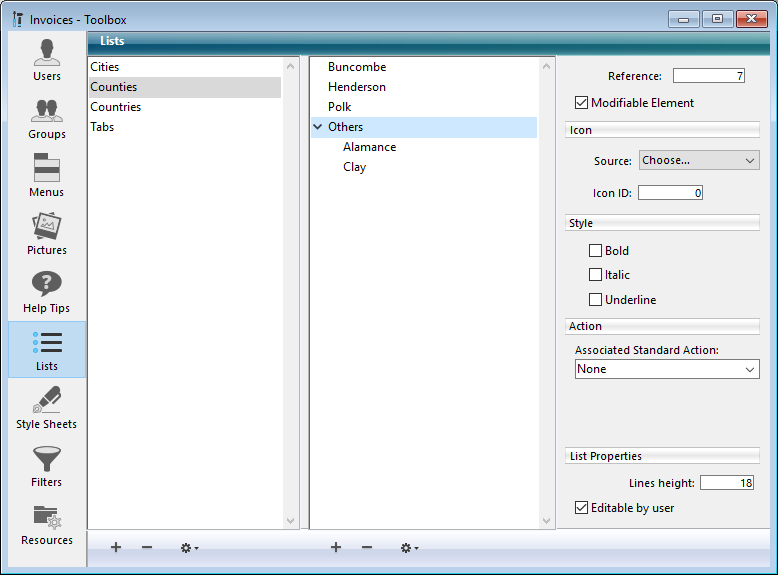 Invoices - Toolbox
Users
Groups
Menus
Pictures
Help Tips
Lists
Style Sheets
Filters
Resources
Lists
Cities
Counties
Countries
Tabs
Buncombe
Henderson
Polk
Others
Alamance
Clay
Reference: 7
Modifiable Element
Icon
Source: Choose...
Icon ID: 0
Style
Bold
Italic
Underline
Action
Associated Standard Action:
None
List Properties
Lines height: 18
Editable by user